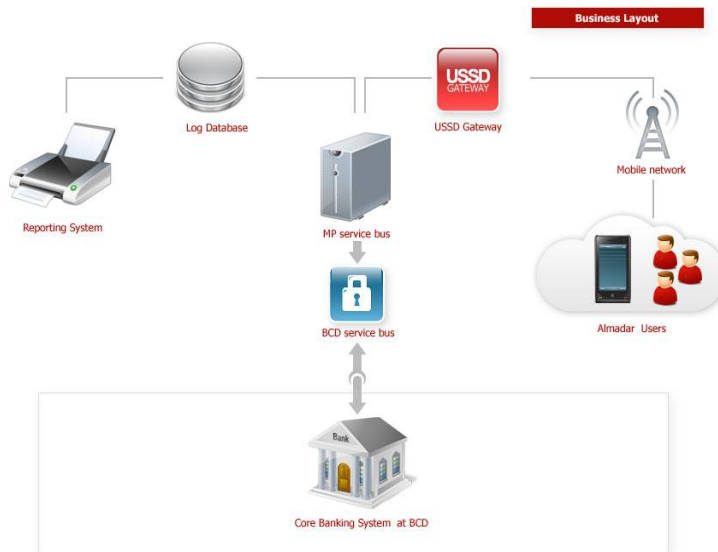 Business Layout
USSD
GATEWAY
Log Database
USSD Gateway
Mobile network
Reporting System
MP service bus
BCD service bus
Almadar Users
Bank
Core Banking System at BCD